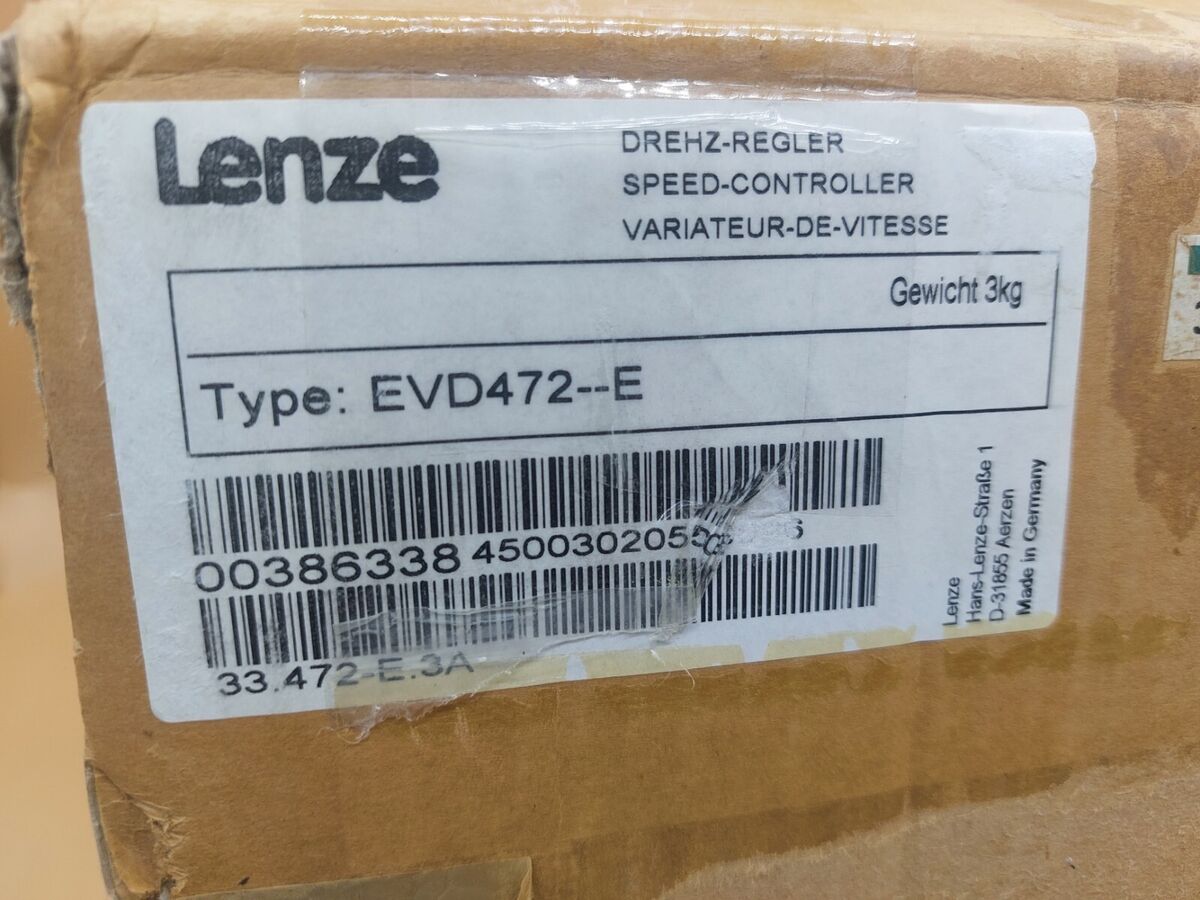 Lenze
DREHZ-REGLER
SPEED-CONTROLLER
VARIATEUR-DE-VITESSE
Gewicht 3kg
Type: EVD472--E
00386338
33.472-E.3A
Lenze
Hans-Lenze-Straße 1
D-31855 Aerzen
Made in Germany